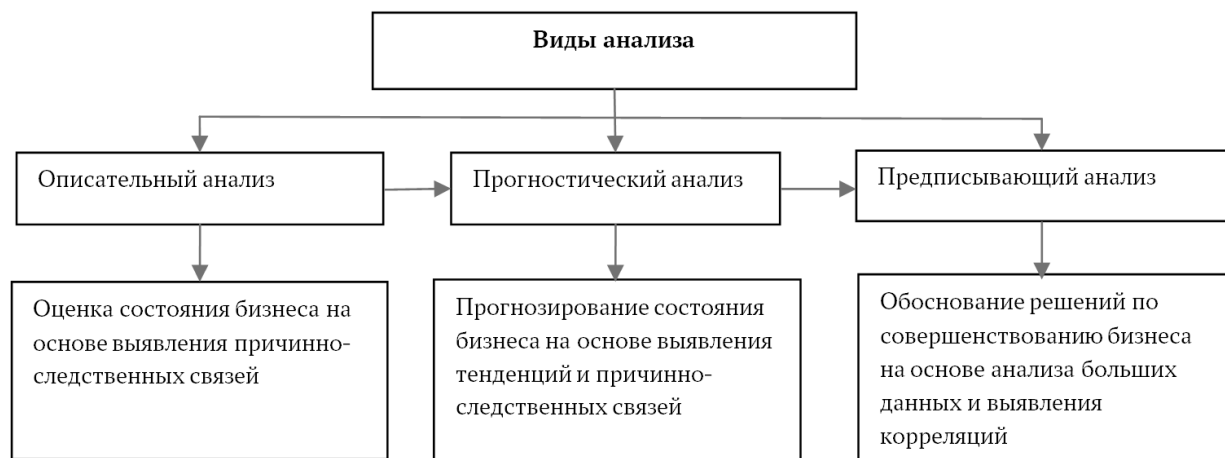 Виды анализа
Описательный анализ
Прогностический анализ
Предписывающий анализ
Оценка состояния бизнеса на
основе выявления причинно-
следственных связей
Прогнозирование состояния
бизнеса на основе выявления
тенденций и причинно-
следственных связей
Обоснование решений по
совершенствованию бизнеса
на основе анализа больших
данных и выявления
корреляций